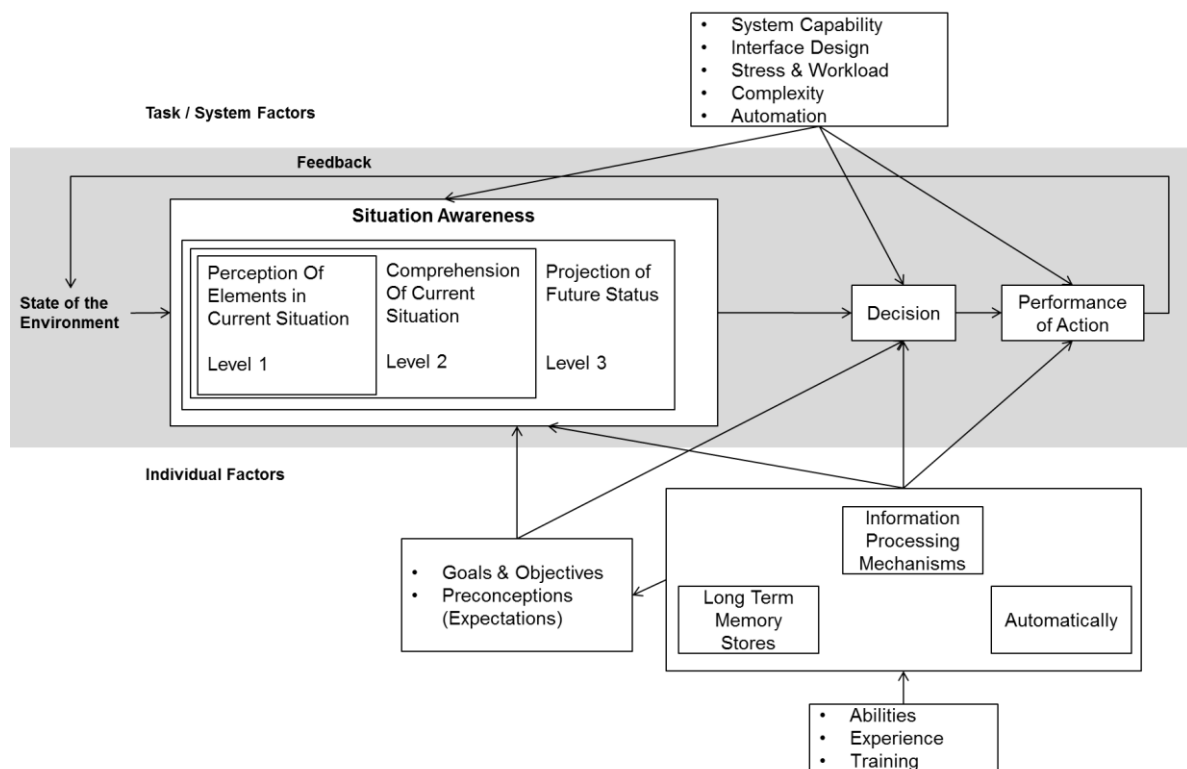 • System Capability
• Interface Design
• Stress & Workload
• Complexity
• Automation
Task / System Factors
Feedback
Situation Awareness
Perception Of
Elements in
Current Situation
Level 1
Comprehension
Of Current
Situation
Level 2
Projection of
Future Status
Level 3
State of the
Environment
Decision
Performance
of Action
Individual Factors
• Goals & Objectives
• Preconceptions
(Expectations)
Information
Processing
Mechanisms
Long Term
Memory
Stores
Automatically
• Abilities
• Experience
• Training